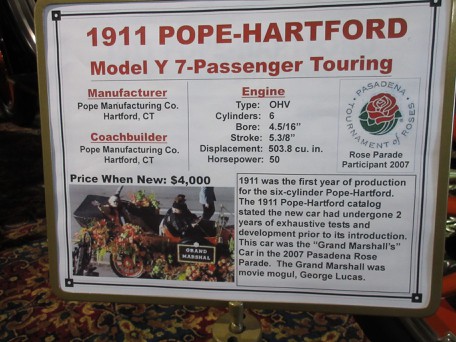 1911 POPE-HARTFORD
Model Y 7-Passenger Touring
Manufacturer
Pope Manufacturing Co.
Hartford, CT
Coachbuilder
Pope Manufacturing Co.
Hartford, CT
Engine
Type: OHV
Cylinders: 6
Bore: 4.5/16"
Stroke: 5.3/8"
Displacement: 503.8 cu. in.
Horsepower: 50
PASADENA
TOURNAMENT of ROSES
Rose Parade
Participant 2007
Price When New: $4,000
GRAND
MARSHAL
1911 was the first year of production
for the six-cylinder Pope-Hartford.
The 1911 Pope-Hartford catalog
stated the new car had undergone 2
years of exhaustive tests and
development prior to its introduction.
This car was the "Grand Marshall's"
Car in the 2007 Pasadena Rose
Parade. The Grand Marshall was
movie mogul, George Lucas.